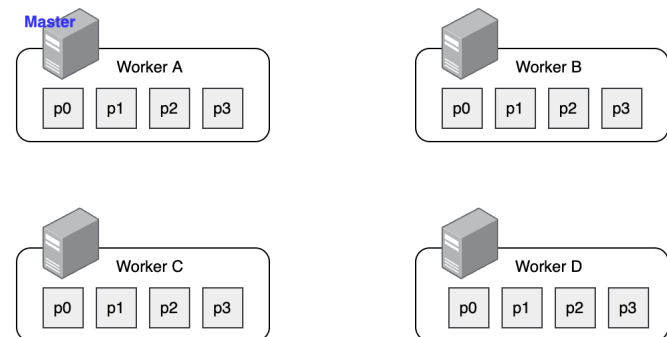 Master
Worker A
p0 p1 p2 p3
Worker B
p0 p1 p2 p3
Worker C
p0 p1 p2 p3
Worker D
p0 p1 p2 p3